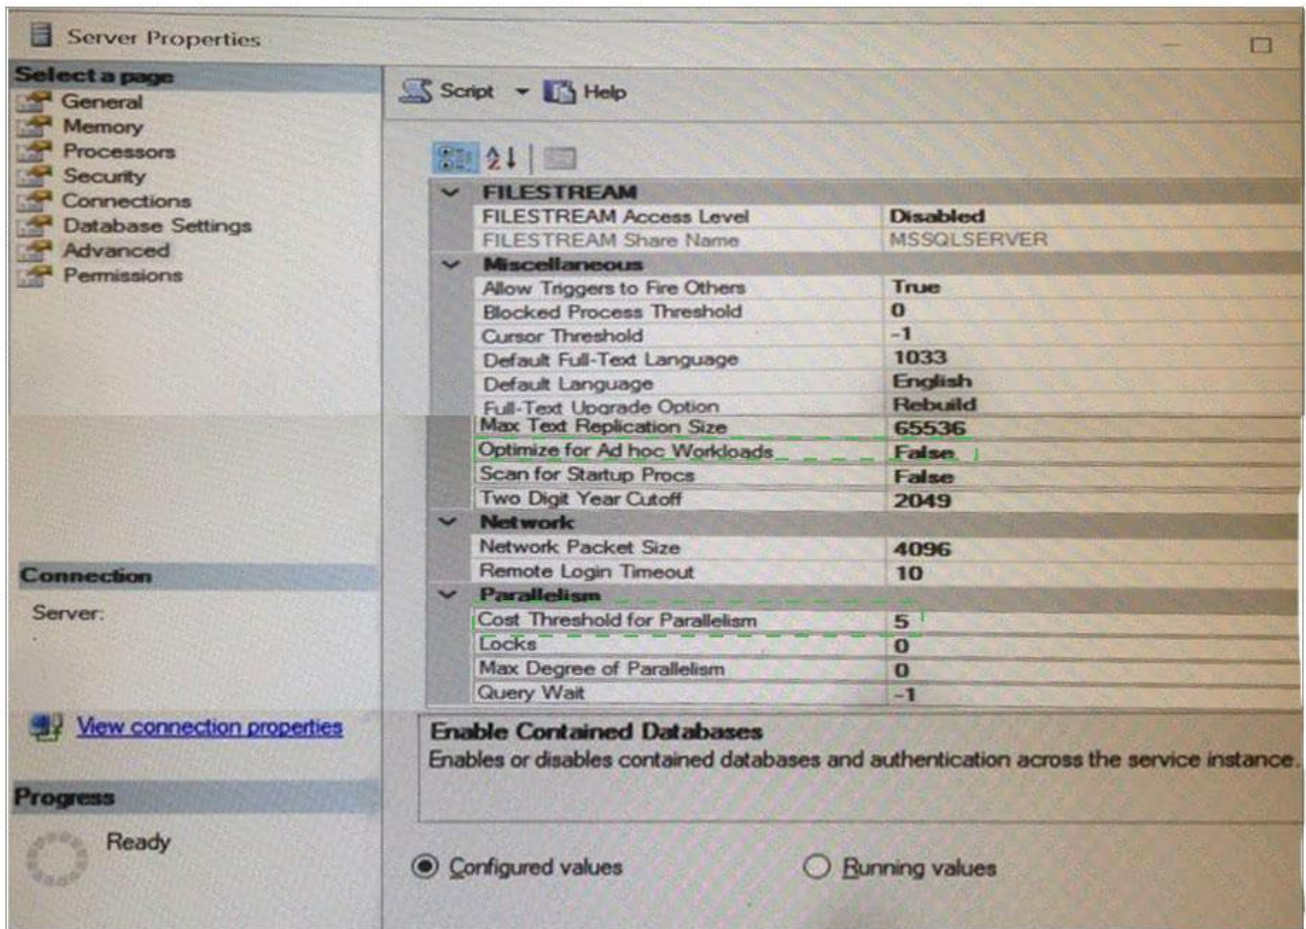 Server Properties
Select a page
General
Memory
Processors
Security
Connections
Database Settings
Advanced
Permissions
Connection
Server:
View connection properties
Progress
Ready
Script Help
FILESTREAM
FILESTREAM Access Level Disabled
FILESTREAM Share Name MSSQLSERVER
Miscellaneous
Allow Triggers to Fire Others True
Blocked Process Threshold 0
Cursor Threshold -1
Default Full-Text Language 1033
Default Language English
Full-Text Upgrade Option Rebuild
Max Text Replication Size 65536
Optimize for Ad hoc Workloads False
Scan for Startup Procs False
Two Digit Year Cutoff 2049
Network
Network Packet Size 4096
Remote Login Timeout 10
Parallelism
Cost Threshold for Parallelism 5
Locks 0
Max Degree of Parallelism 0
Query Wait -1
Enable Contained Databases
Enables or disables contained databases and authentication across the service instance.
Configured values Running values